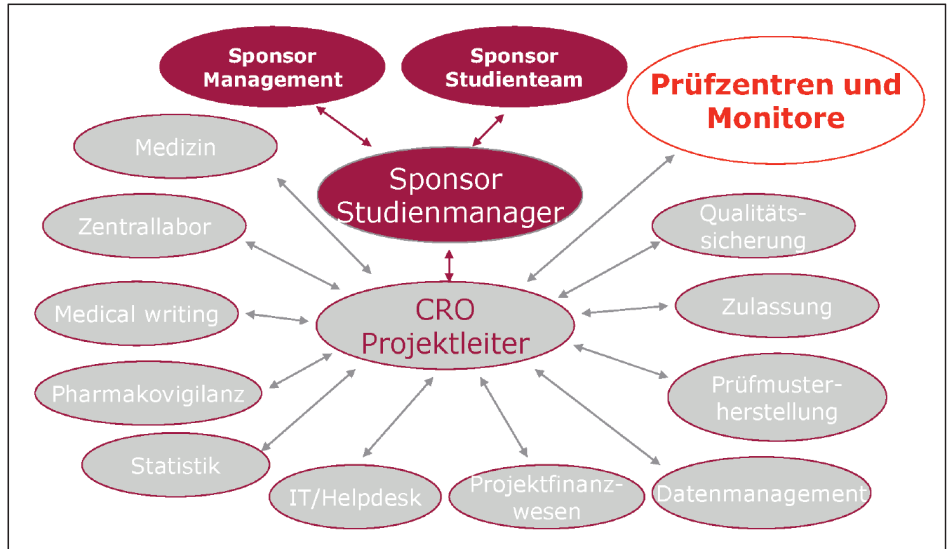 Sponsor
Management
Sponsor
Studienteam
Prüfzentren und
Monitore
Medizin
Sponsor
Studienmanager
Zentrallabor
Qualitäts-
sicherung
Medical writing
CRO
Projektleiter
Zulassung
Pharmakovigilanz
Prüfmuster-
herstellung
Statistik
IT/Helpdesk
Projektfinanz-
wesen
Datenmanagement